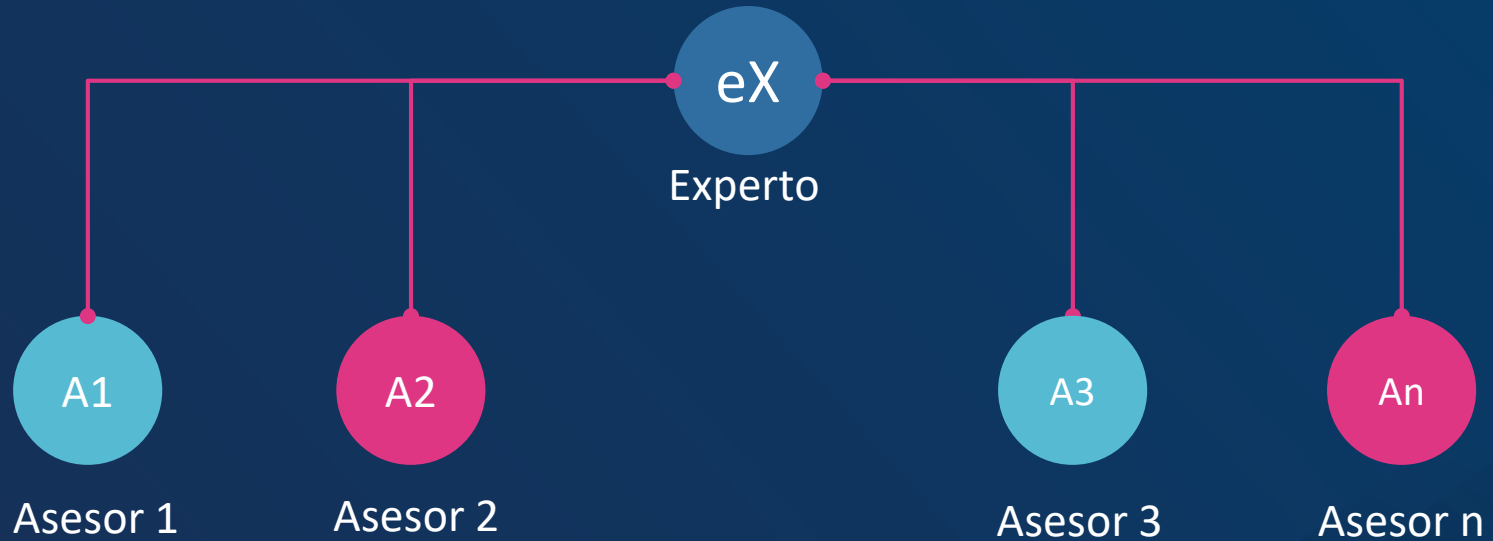 eX
Experto
A1
A2
A3
An
Asesor 1
Asesor 2
Asesor 3
Asesor n